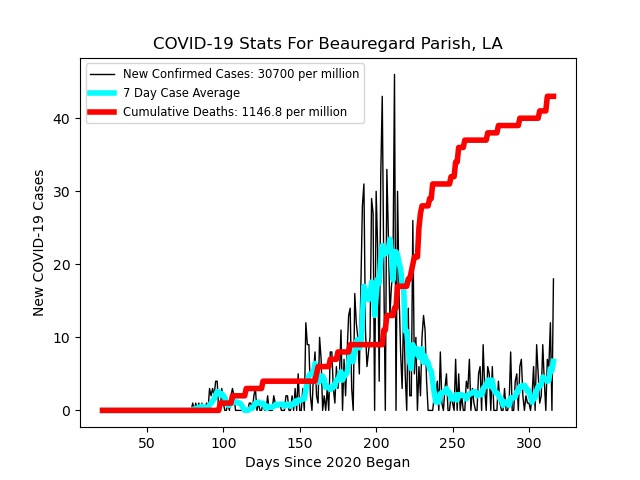 COVID-19 Stats For Beauregard Parish, LA
New Confirmed Cases: 30700 per million
7 Day Case Average
Cumulative Deaths: 1146.8 per million
New COVID-19 Cases
40
30
20
10
0
50 100 150 200 250 300
Days Since 2020 Began